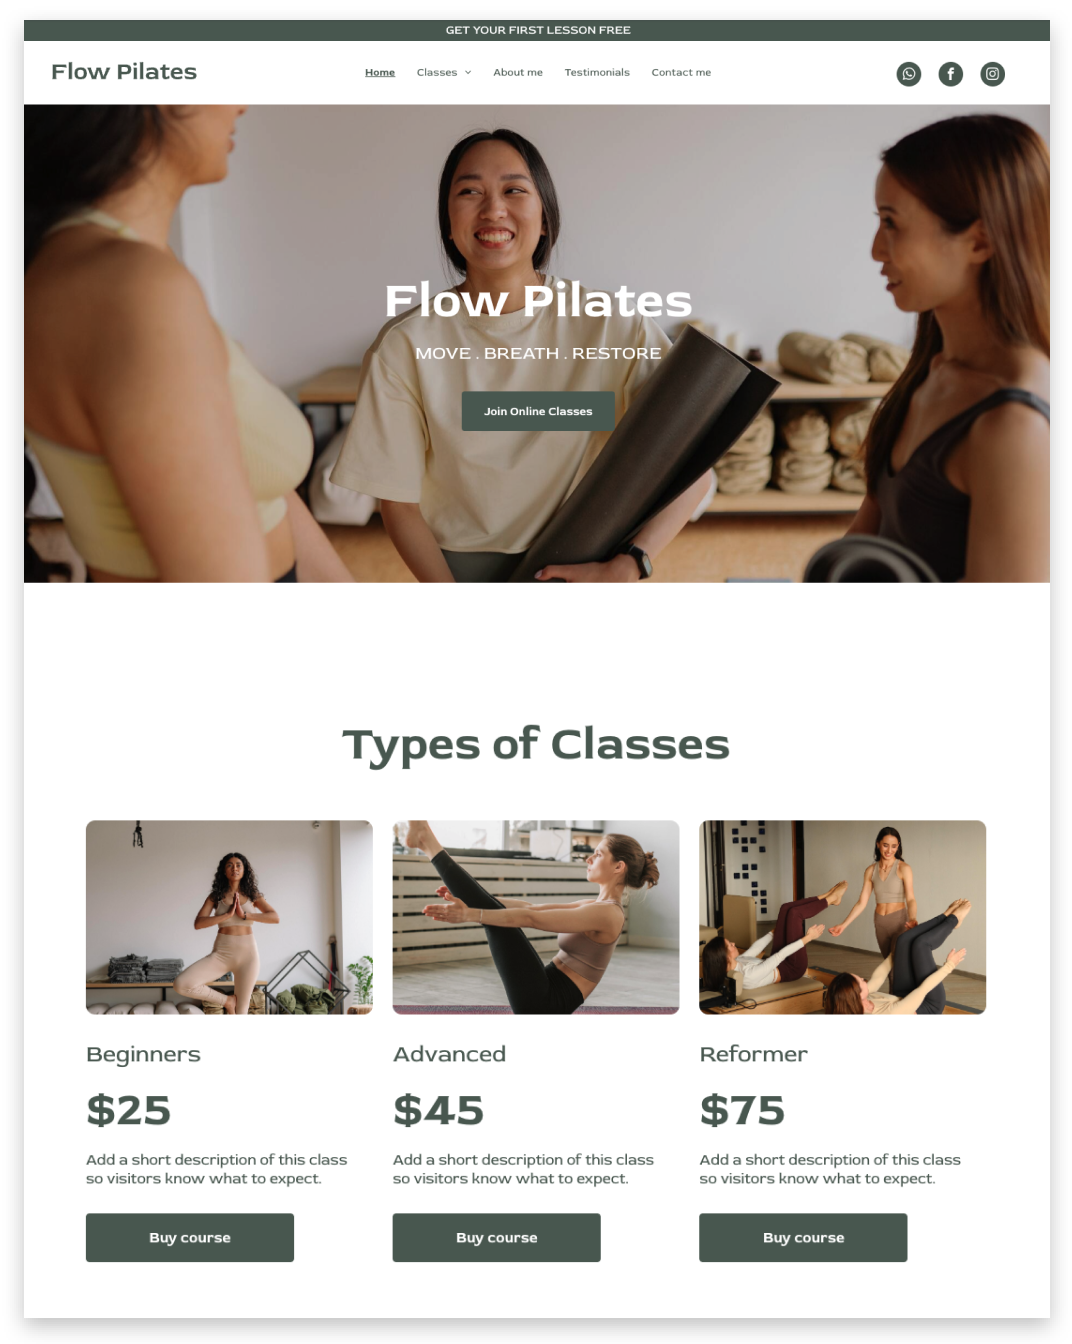 GET YOUR FIRST LESSON FREE
Flow Pilates
Home Classes About me Testimonials Contact me
Flow Pilates
MOVE . BREATH . RESTORE
Join Online Classes
Types of Classes
Beginners
$25
Add a short description of this class
so visitors know what to expect.
Buy course
Advanced
$45
Add a short description of this class
so visitors know what to expect.
Buy course
Reformer
$75
Add a short description of this class
so visitors know what to expect.
Buy course